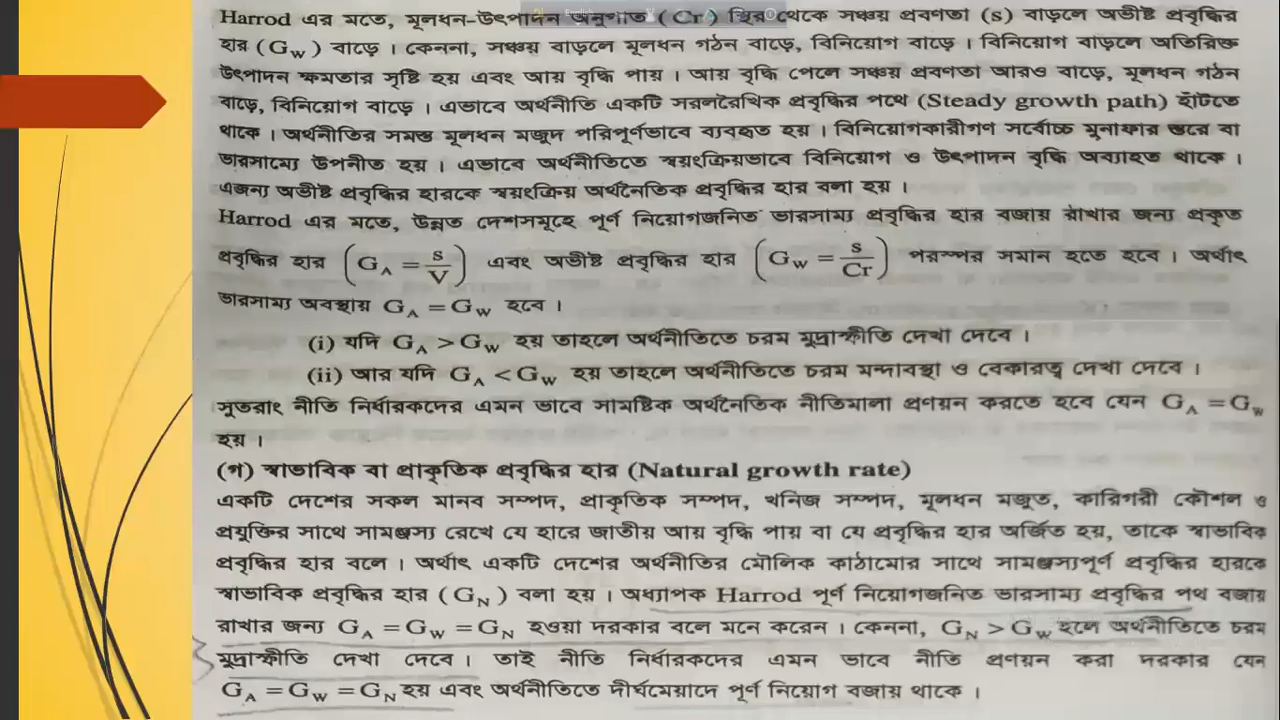 Harrod এর মতে, মূলধন-উৎপাদন অনুপাত (Cr) স্থির থেকে সঞ্চয় প্রবণতা (s) বাড়লে অভীষ্ট প্রবৃদ্ধির
হার (G_W) বাড়ে । কেননা, সঞ্চয় বাড়লে মূলধন গঠন বাড়ে, বিনিয়োগ বাড়ে । বিনিয়োগ বাড়লে অতিরিক্ত
উৎপাদন ক্ষমতার সৃষ্টি হয় এবং আয় বৃদ্ধি পায় । আয় বৃদ্ধি পেলে সঞ্চয় প্রবণতা আরও বাড়ে, মূলধন গঠন
বাড়ে, বিনিয়োগ বাড়ে । এভাবে অর্থনীতি একটি সরলরৈখিক প্রবৃদ্ধির পথে (Steady growth path) হাঁটতে
থাকে । অর্থনীতির সমস্ত মূলধন মজুদ পরিপূর্ণভাবে ব্যবহৃত হয় । বিনিয়োগকারীগণ সর্বোচ্চ মুনাফার স্তরে বা
ভারসাম্যে উপনীত হয় । এভাবে অর্থনীতিতে স্বয়ংক্রিয়ভাবে বিনিয়োগ ও উৎপাদন বৃদ্ধি অব্যাহত থাকে ।
এজন্য অভীষ্ট প্রবৃদ্ধির হারকে স্বয়ংক্রিয় অর্থনৈতিক প্রবৃদ্ধির হার বলা হয় ।
Harrod এর মতে, উন্নত দেশসমূহে পূর্ণ নিয়োগজনিত ভারসাম্য প্রবৃদ্ধির হার বজায় রাখার জন্য প্রকৃত
প্রবৃদ্ধির হার (G_A = s/V) এবং অভীষ্ট প্রবৃদ্ধির হার (G_W = s/Cr) পরস্পর সমান হতে হবে । অর্থাৎ
ভারসাম্য অবস্থায় G_A = G_W হবে ।
(i) যদি G_A > G_W হয় তাহলে অর্থনীতিতে চরম মুদ্রাস্ফীতি দেখা দেবে ।
(ii) আর যদি G_A < G_W হয় তাহলে অর্থনীতিতে চরম মন্দাবস্থা ও বেকারত্ব দেখা দেবে ।
সুতরাং নীতি নির্ধারকদের এমন ভাবে সামষ্টিক অর্থনৈতিক নীতিমালা প্রণয়ন করতে হবে যেন G_A = G_W
হয় ।
(গ) স্বাভাবিক বা প্রাকৃতিক প্রবৃদ্ধির হার (Natural growth rate)
একটি দেশের সকল মানব সম্পদ, প্রাকৃতিক সম্পদ, খনিজ সম্পদ, মূলধন মজুত, কারিগরী কৌশল ও
প্রযুক্তির সাথে সামঞ্জস্য রেখে যে হারে জাতীয় আয় বৃদ্ধি পায় বা যে প্রবৃদ্ধির হার অর্জিত হয়, তাকে স্বাভাবিক
প্রবৃদ্ধির হার বলে । অর্থাৎ একটি দেশের অর্থনীতির মৌলিক কাঠামোর সাথে সামঞ্জস্যপূর্ণ প্রবৃদ্ধির হারকে
স্বাভাবিক প্রবৃদ্ধির হার (G_N) বলা হয় । অধ্যাপক Harrod পূর্ণ নিয়োগজনিত ভারসাম্য প্রবৃদ্ধির পথ বজায়
রাখার জন্য G_A = G_W = G_N হওয়া দরকার বলে মনে করেন । কেননা, G_N > G_W হলে অর্থনীতিতে চরম
মুদ্রাস্ফীতি দেখা দেবে । তাই নীতি নির্ধারকদের এমন ভাবে নীতি প্রণয়ন করা দরকার যেন
G_A = G_W = G_N হয় এবং অর্থনীতিতে দীর্ঘমেয়াদে পূর্ণ নিয়োগ বজায় থাকে ।